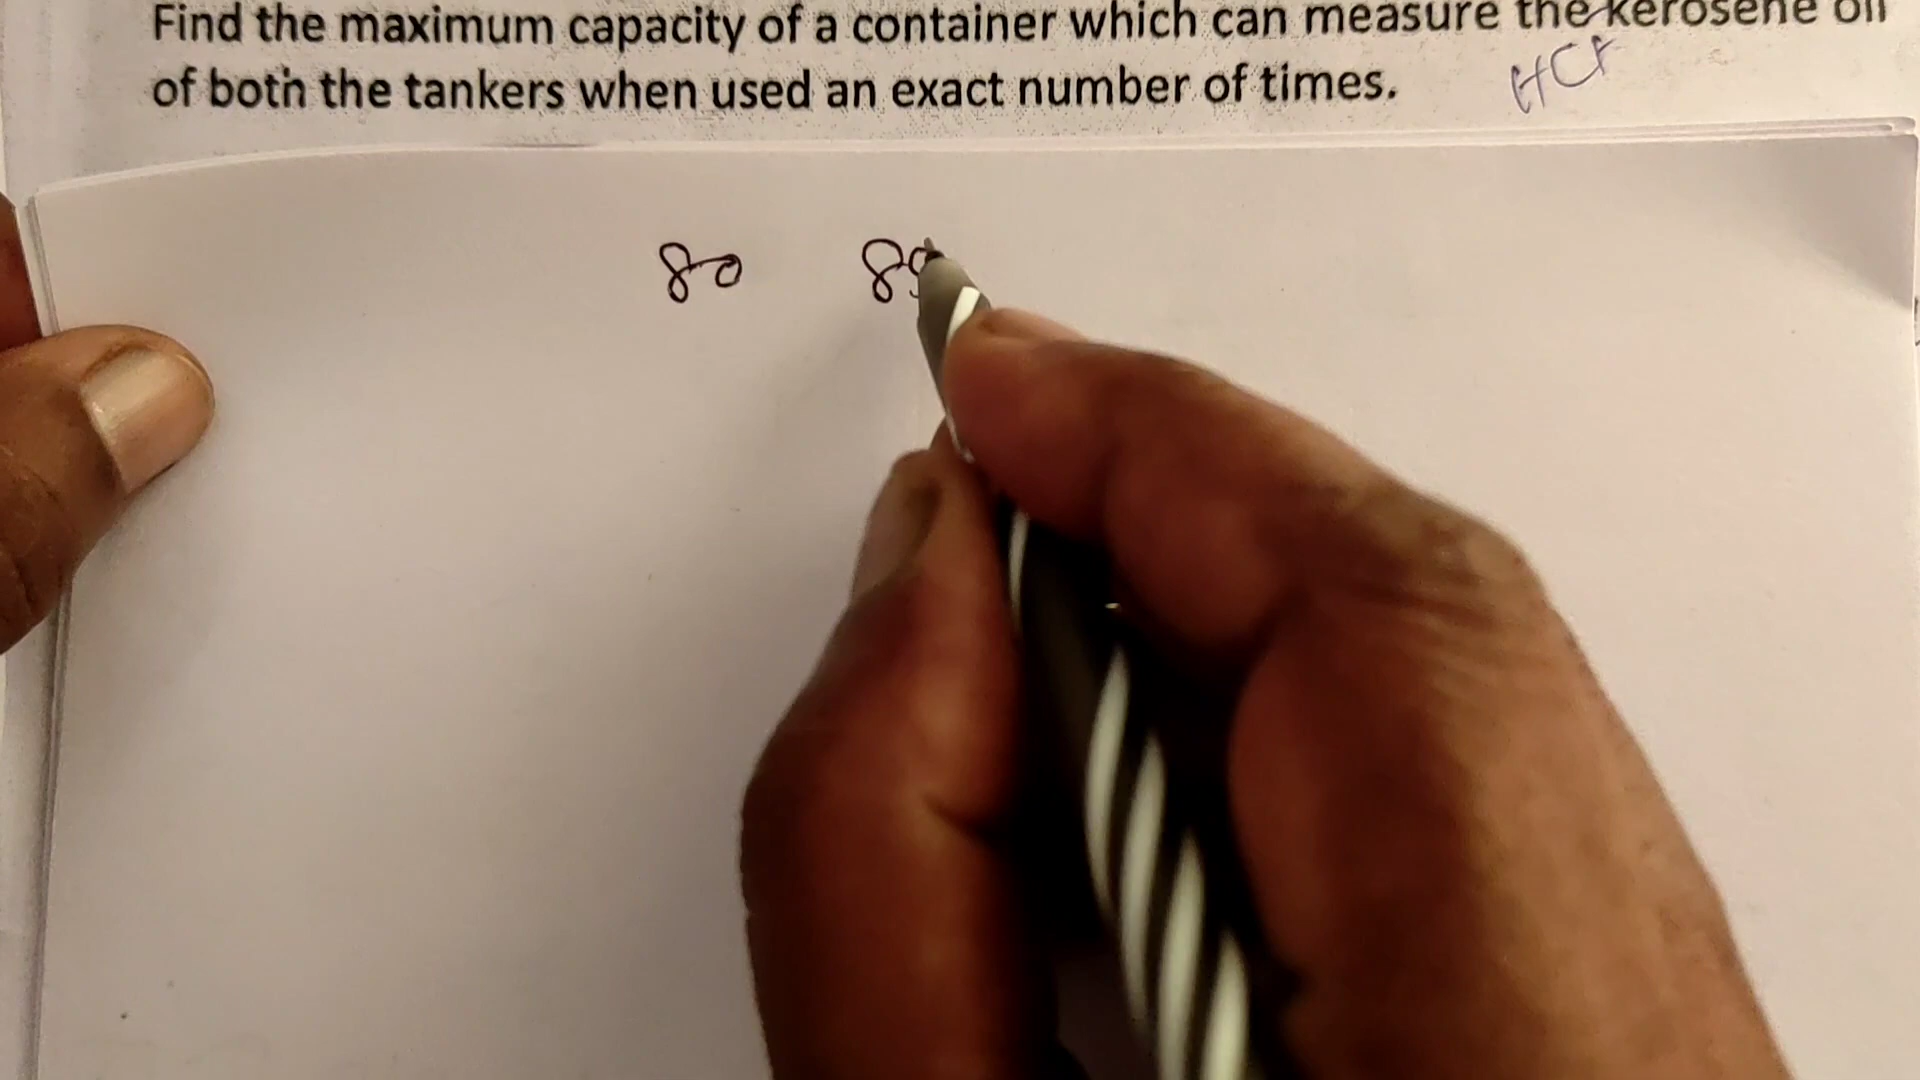 Find the maximum capacity of a container which can measure the kerosene oil
of both the tankers when used an exact number of times.
HCF
80 85